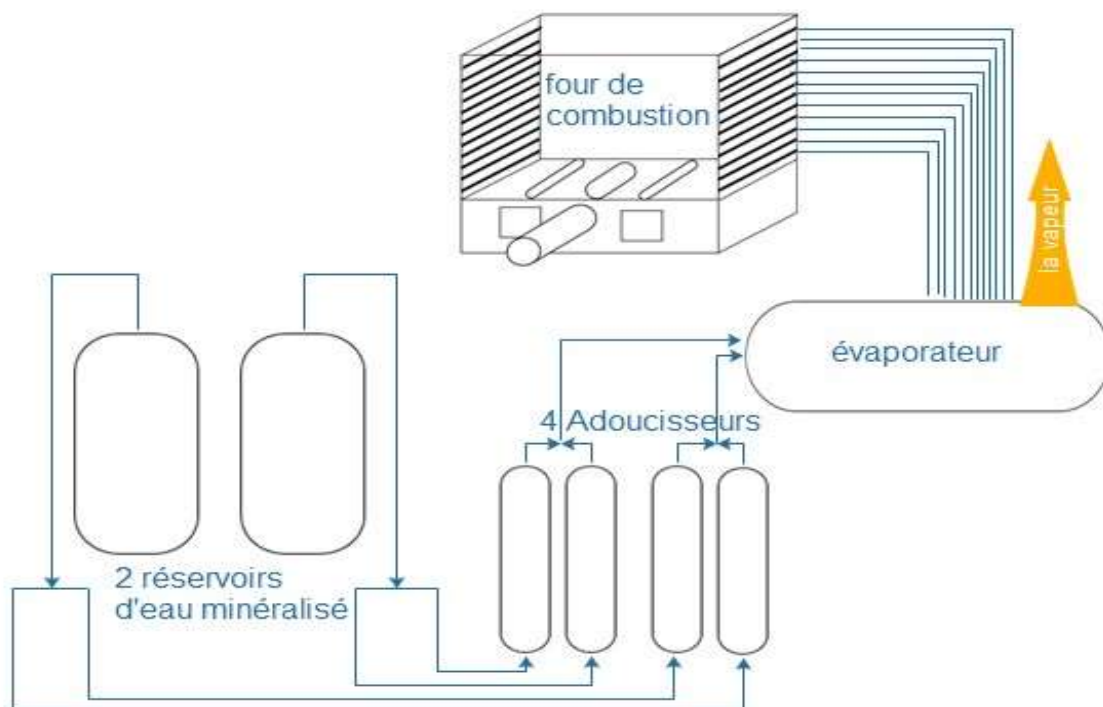 four de
combustion
la vapeur
évaporateur
4 Adoucisseurs
2 réservoirs
d'eau minéralisé